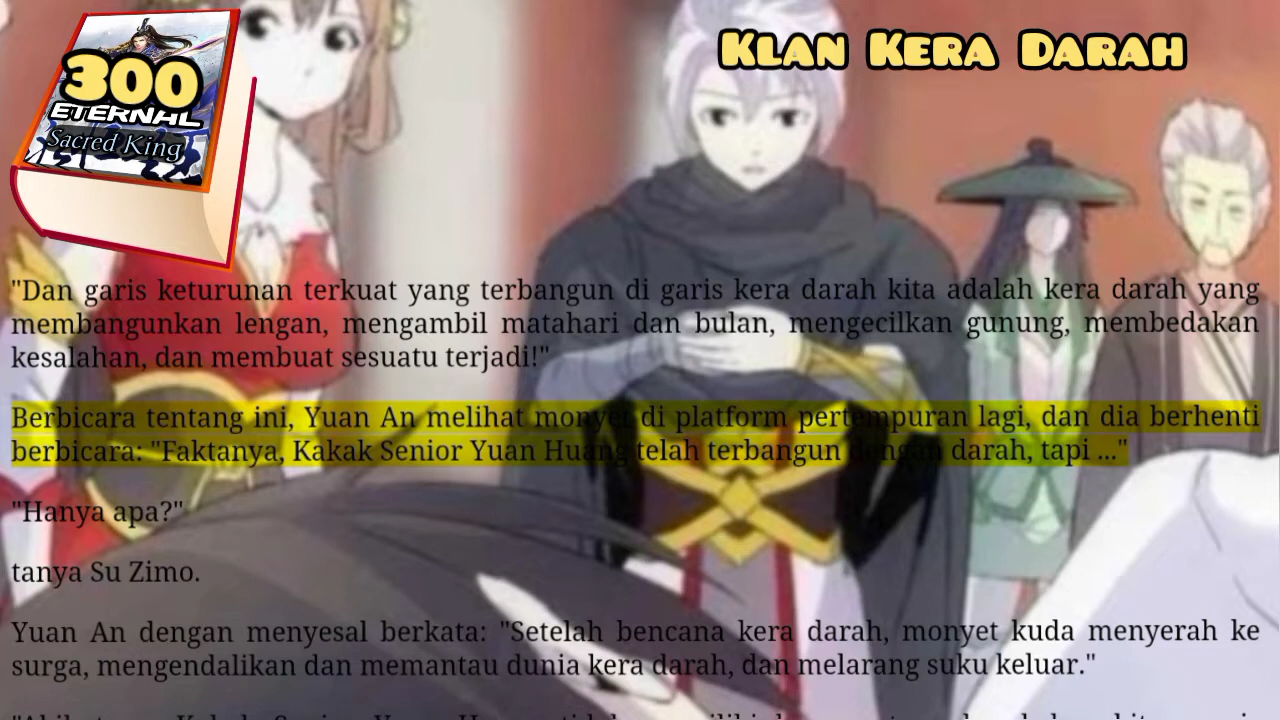 Klan Kera Darah
300
ETERNAL
Sacred King
"Dan garis keturunan terkuat yang terbangun di garis kera darah kita adalah kera darah yang
membangunkan lengan, mengambil matahari dan bulan, mengecilkan gunung, membedakan
kesalahan, dan membuat sesuatu terjadi!"
Berbicara tentang ini, Yuan An melihat monyet di platform pertempuran lagi, dan dia berhenti
berbicara: "Faktanya, Kakak Senior Yuan Huang telah terbangun dengan darah, tapi ..."
"Hanya apa?"
tanya Su Zimo.
Yuan An dengan menyesal berkata: "Setelah bencana kera darah, monyet kuda menyerah ke
surga, mengendalikan dan memantau dunia kera darah, dan melarang suku keluar."